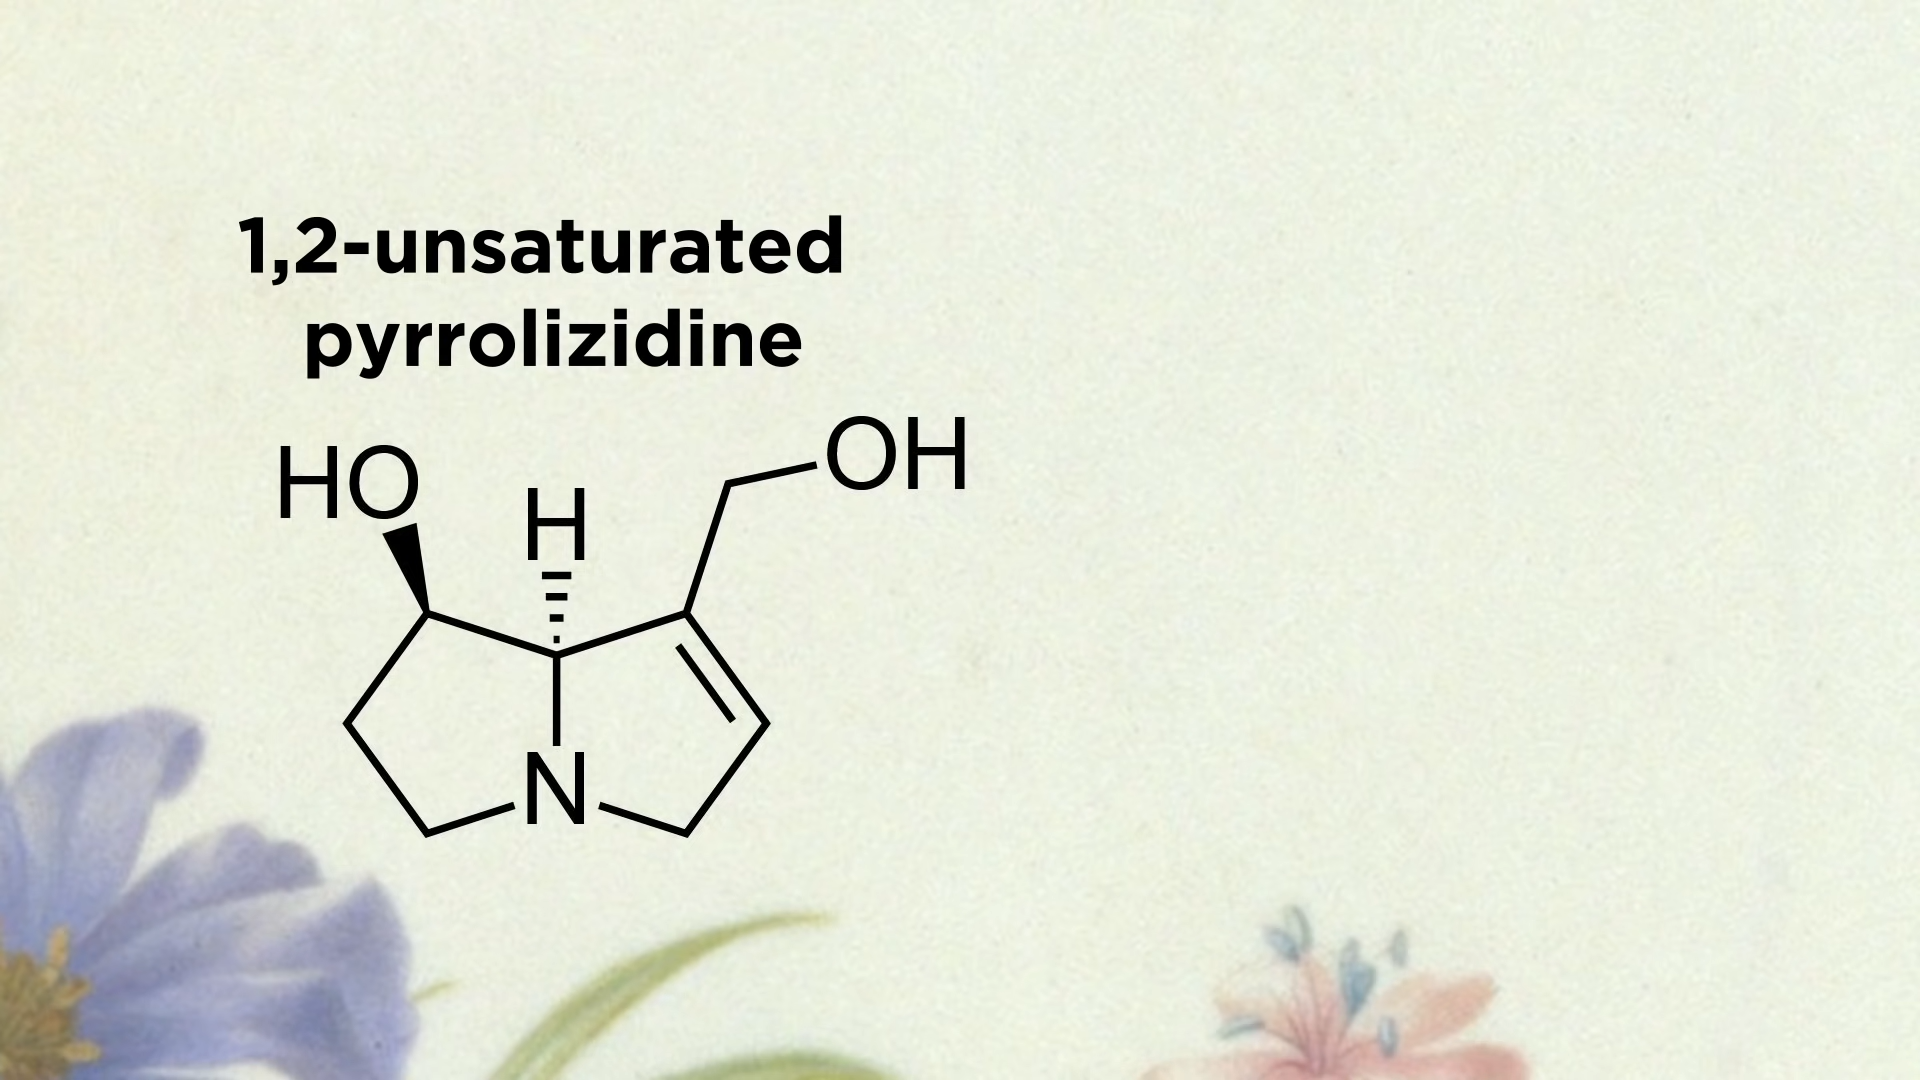 1,2-unsaturated
pyrrolizidine
OH
HO
H
N